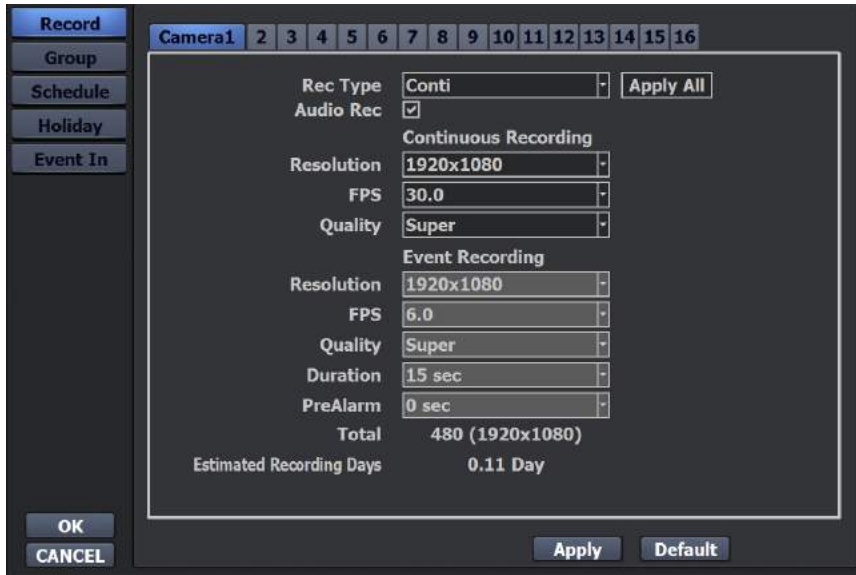 Record
Group
Schedule
Holiday
Event In
Camera1 2 3 4 5 6 7 8 9 10 11 12 13 14 15 16
Rec Type Conti Apply All
Audio Rec
Continuous Recording
Resolution 1920x1080
FPS 30.0
Quality Super
Event Recording
Resolution 1920x1080
FPS 6.0
Quality Super
Duration 15 sec
PreAlarm 0 sec
Total 480 (1920x1080)
Estimated Recording Days 0.11 Day
OK
CANCEL
Apply Default